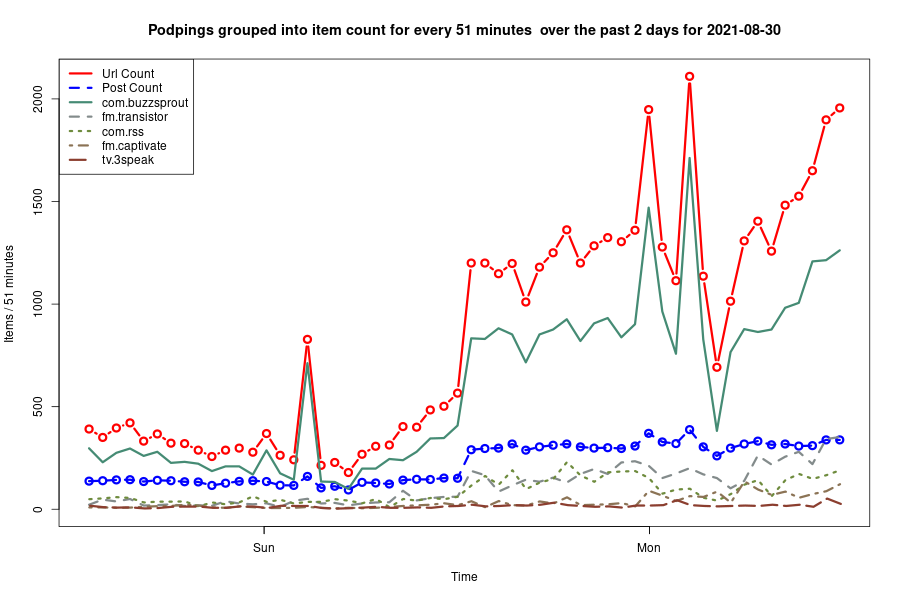 Podpings grouped into item count for every 51 minutes  over the past 2 days for 2021-08-30
Url Count
Post Count
com.buzzsprout
fm.transistor
com.rss
fm.captivate
tv.3speak
Items / 51 minutes
2000
1500
1000
500
0
Sun
Mon
Time